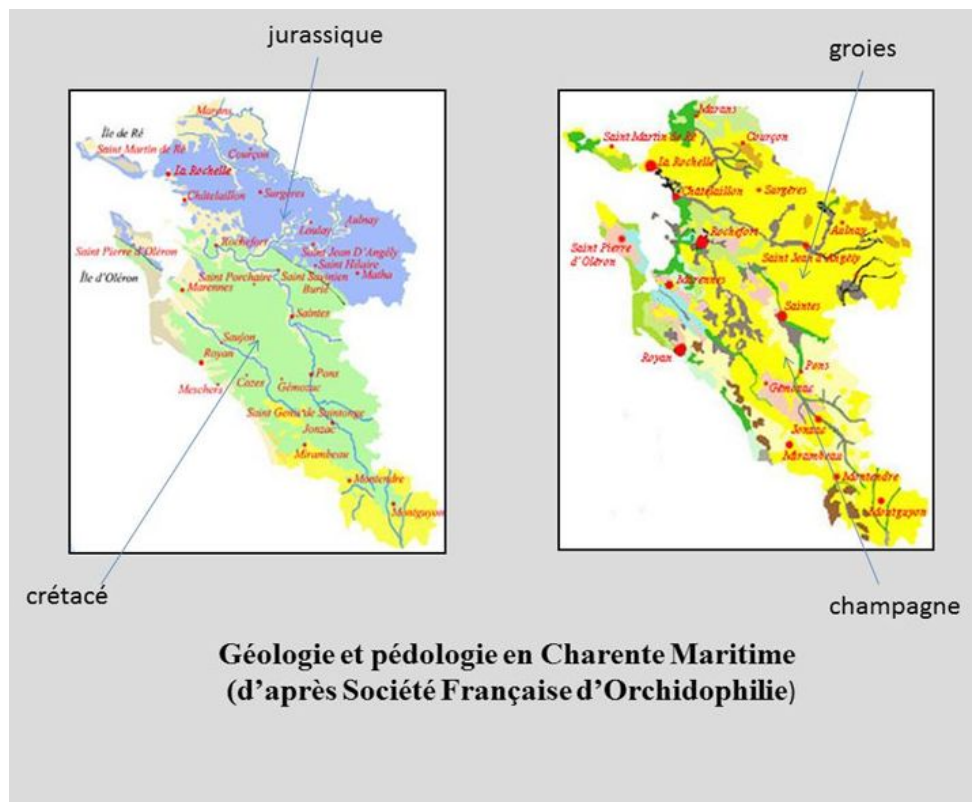 jurassique
groies
Marans
Île de Ré
Saint Martin de Ré
Courçon
La Rochelle
Surgères
Châtelaillon
Aulnay
Loulay
Rochefort
Saint Jean D'Angély
Saint Pierre d'Oléron
Saint Hilaire
Île d'Oléron
Saint Porchaire
Saint Savinien
Matha
Burie
Marennes
Saintes
Saujon
Royan
Pons
Meschers
Cozes
Gémozac
Saint Genis de Saintonge
Jonzac
Mirambeau
Montendre
Montguyon
Marans
Saint Martin de Ré
Courçon
La Rochelle
Surgères
Chatelaillon
Aulnay
Rochefort
Saint Pierre
d'Oléron
Saint Jean d'Angély
Marennes
Saintes
Royan
Pons
Gémozac
Jonzac
Mirambeau
Montendre
Montguyon
crétacé
champagne
Géologie et pédologie en Charente Maritime
(d'après Société Française d'Orchidophilie)